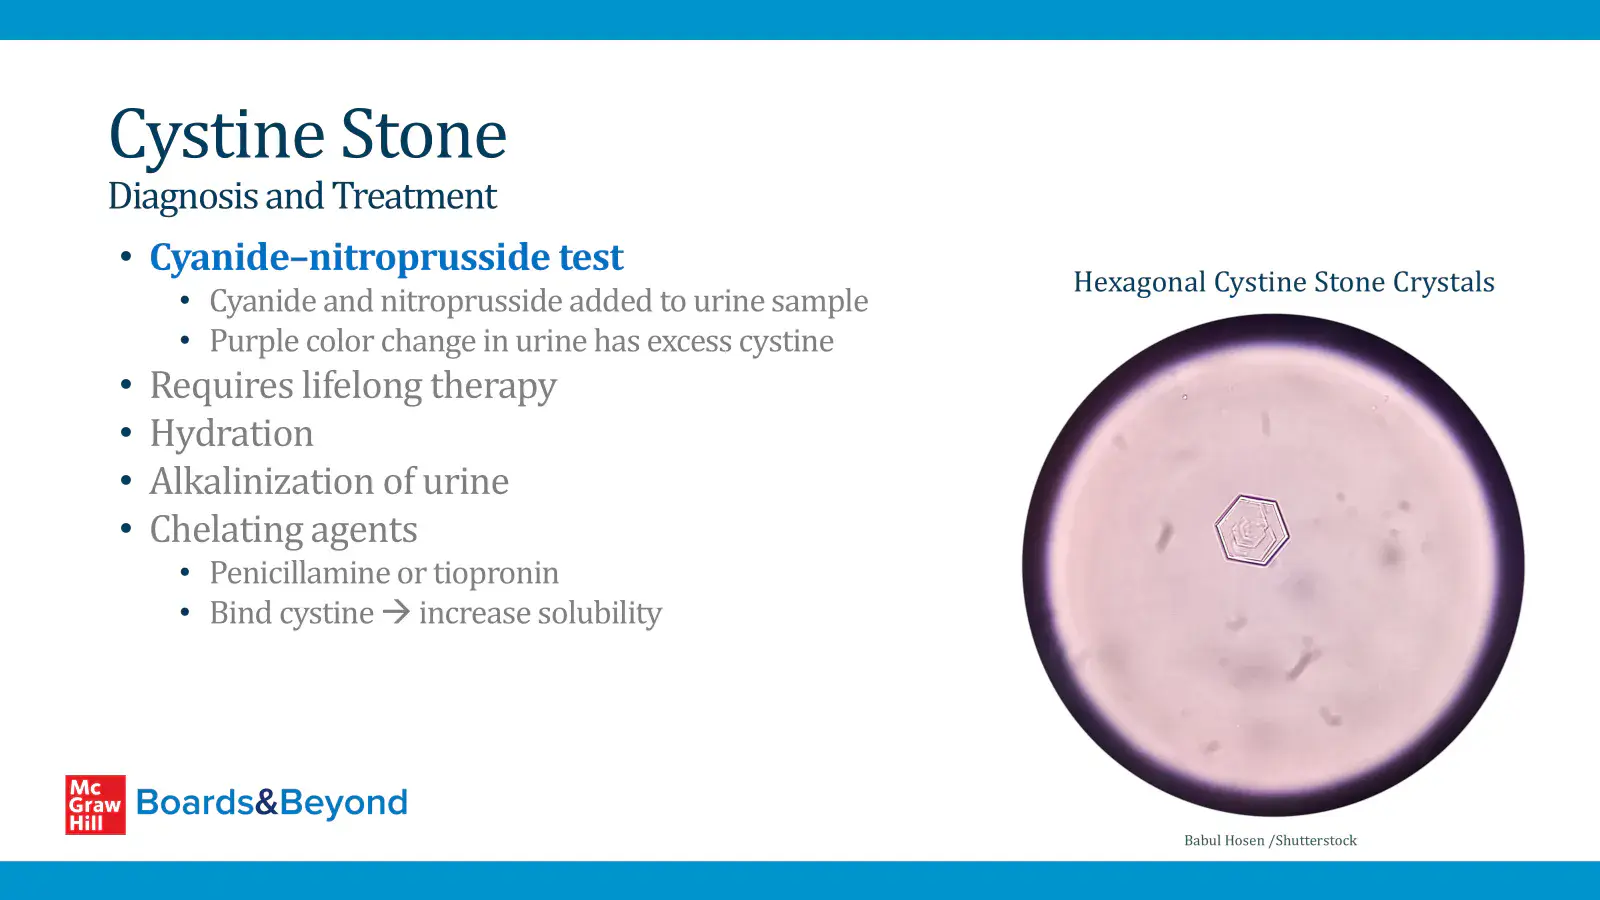 Cystine Stone
Diagnosis and Treatment
• Cyanide–nitroprusside test
• Cyanide and nitroprusside added to urine sample
• Purple color change in urine has excess cystine
• Requires lifelong therapy
• Hydration
• Alkalinization of urine
• Chelating agents
• Penicillamine or tiopronin
• Bind cystine → increase solubility
Hexagonal Cystine Stone Crystals
Babul Hosen /Shutterstock
Mc
Graw
Hill
Boards&Beyond